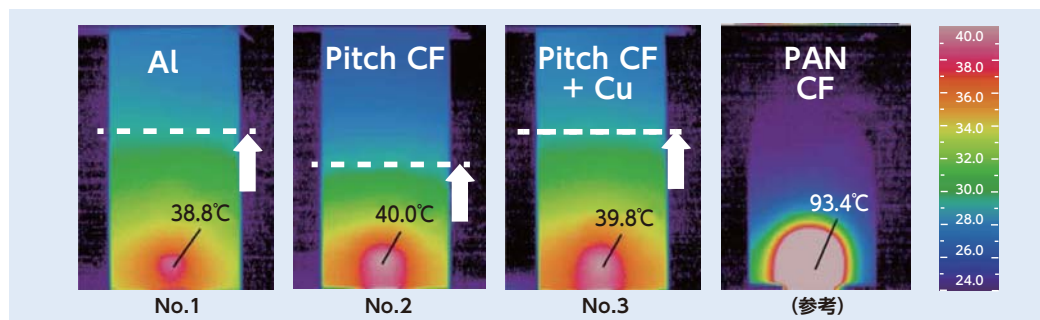 Al
38.8℃
No.1
Pitch CF
40.0℃
No.2
Pitch CF
+ Cu
39.8℃
No.3
PAN
CF
93.4℃
(参考)
40.0
38.0
36.0
34.0
32.0
30.0
28.0
26.0
24.0